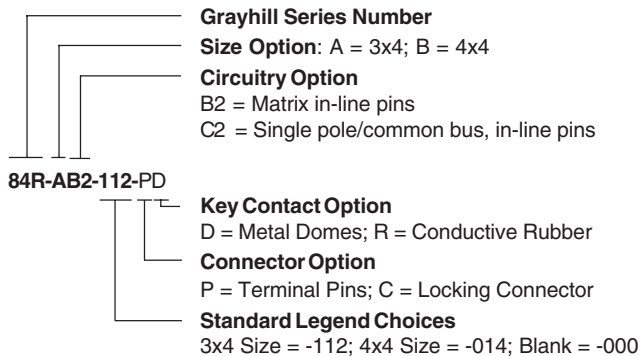 Grayhill Series Number
Size Option: A = 3x4; B = 4x4
Circuitry Option
B2 = Matrix in-line pins
C2 = Single pole/common bus, in-line pins
84R-AB2-112-PD
Key Contact Option
D = Metal Domes; R = Conductive Rubber
Connector Option
P = Terminal Pins; C = Locking Connector
Standard Legend Choices
3x4 Size = -112; 4x4 Size = -014; Blank = -000